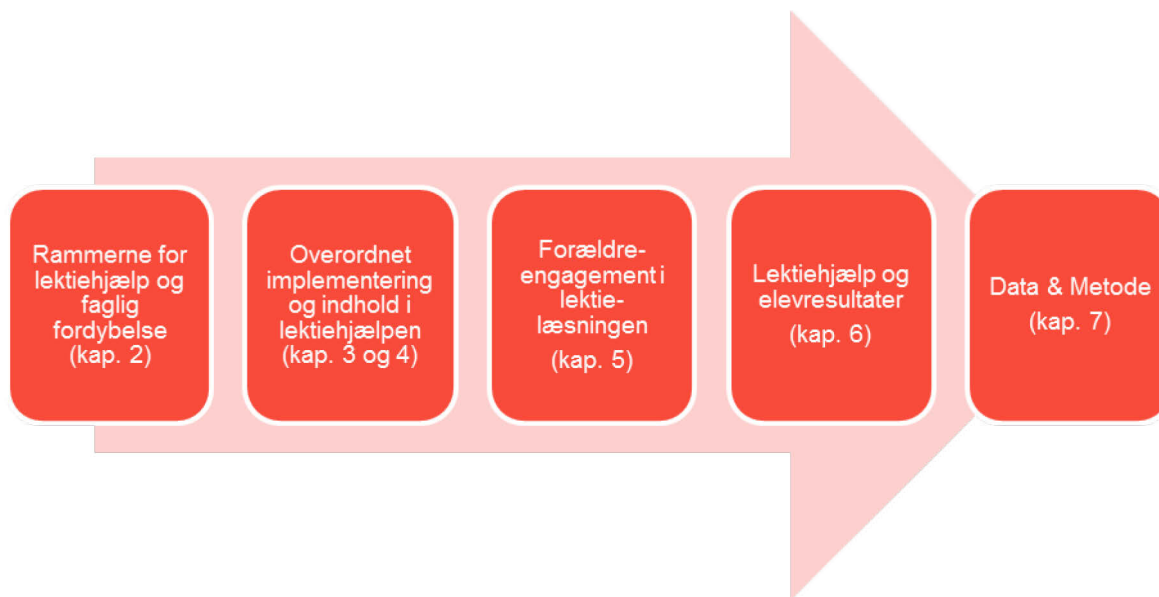 Rammerne for
lektiehjælp og
faglig
fordybelse
(kap. 2)
Overordnet
implementering
og indhold i
lektiehjælpen
(kap. 3 og 4)
Forældre-
engagement i
lektie-
læsningen
(kap. 5)
Lektiehjælp og
elevresultater
(kap. 6)
Data & Metode
(kap. 7)